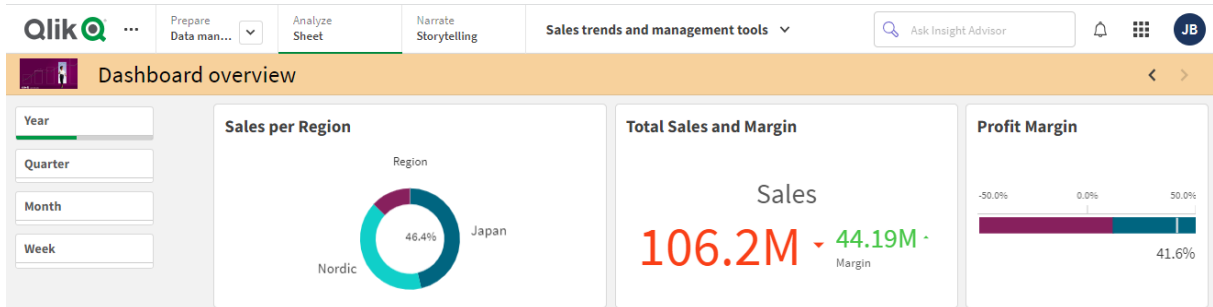 Qlik
...
Prepare
Data man...
Analyze
Sheet
Narrate
Storytelling
Sales trends and management tools
Ask Insight Advisor
JB
Dashboard overview
Year
Quarter
Month
Week
Sales per Region
Region
46.4%
Japan
Nordic
Total Sales and Margin
Sales
106.2M
44.19M
Margin
Profit Margin
-50.0% 0.0% 50.0%
41.6%